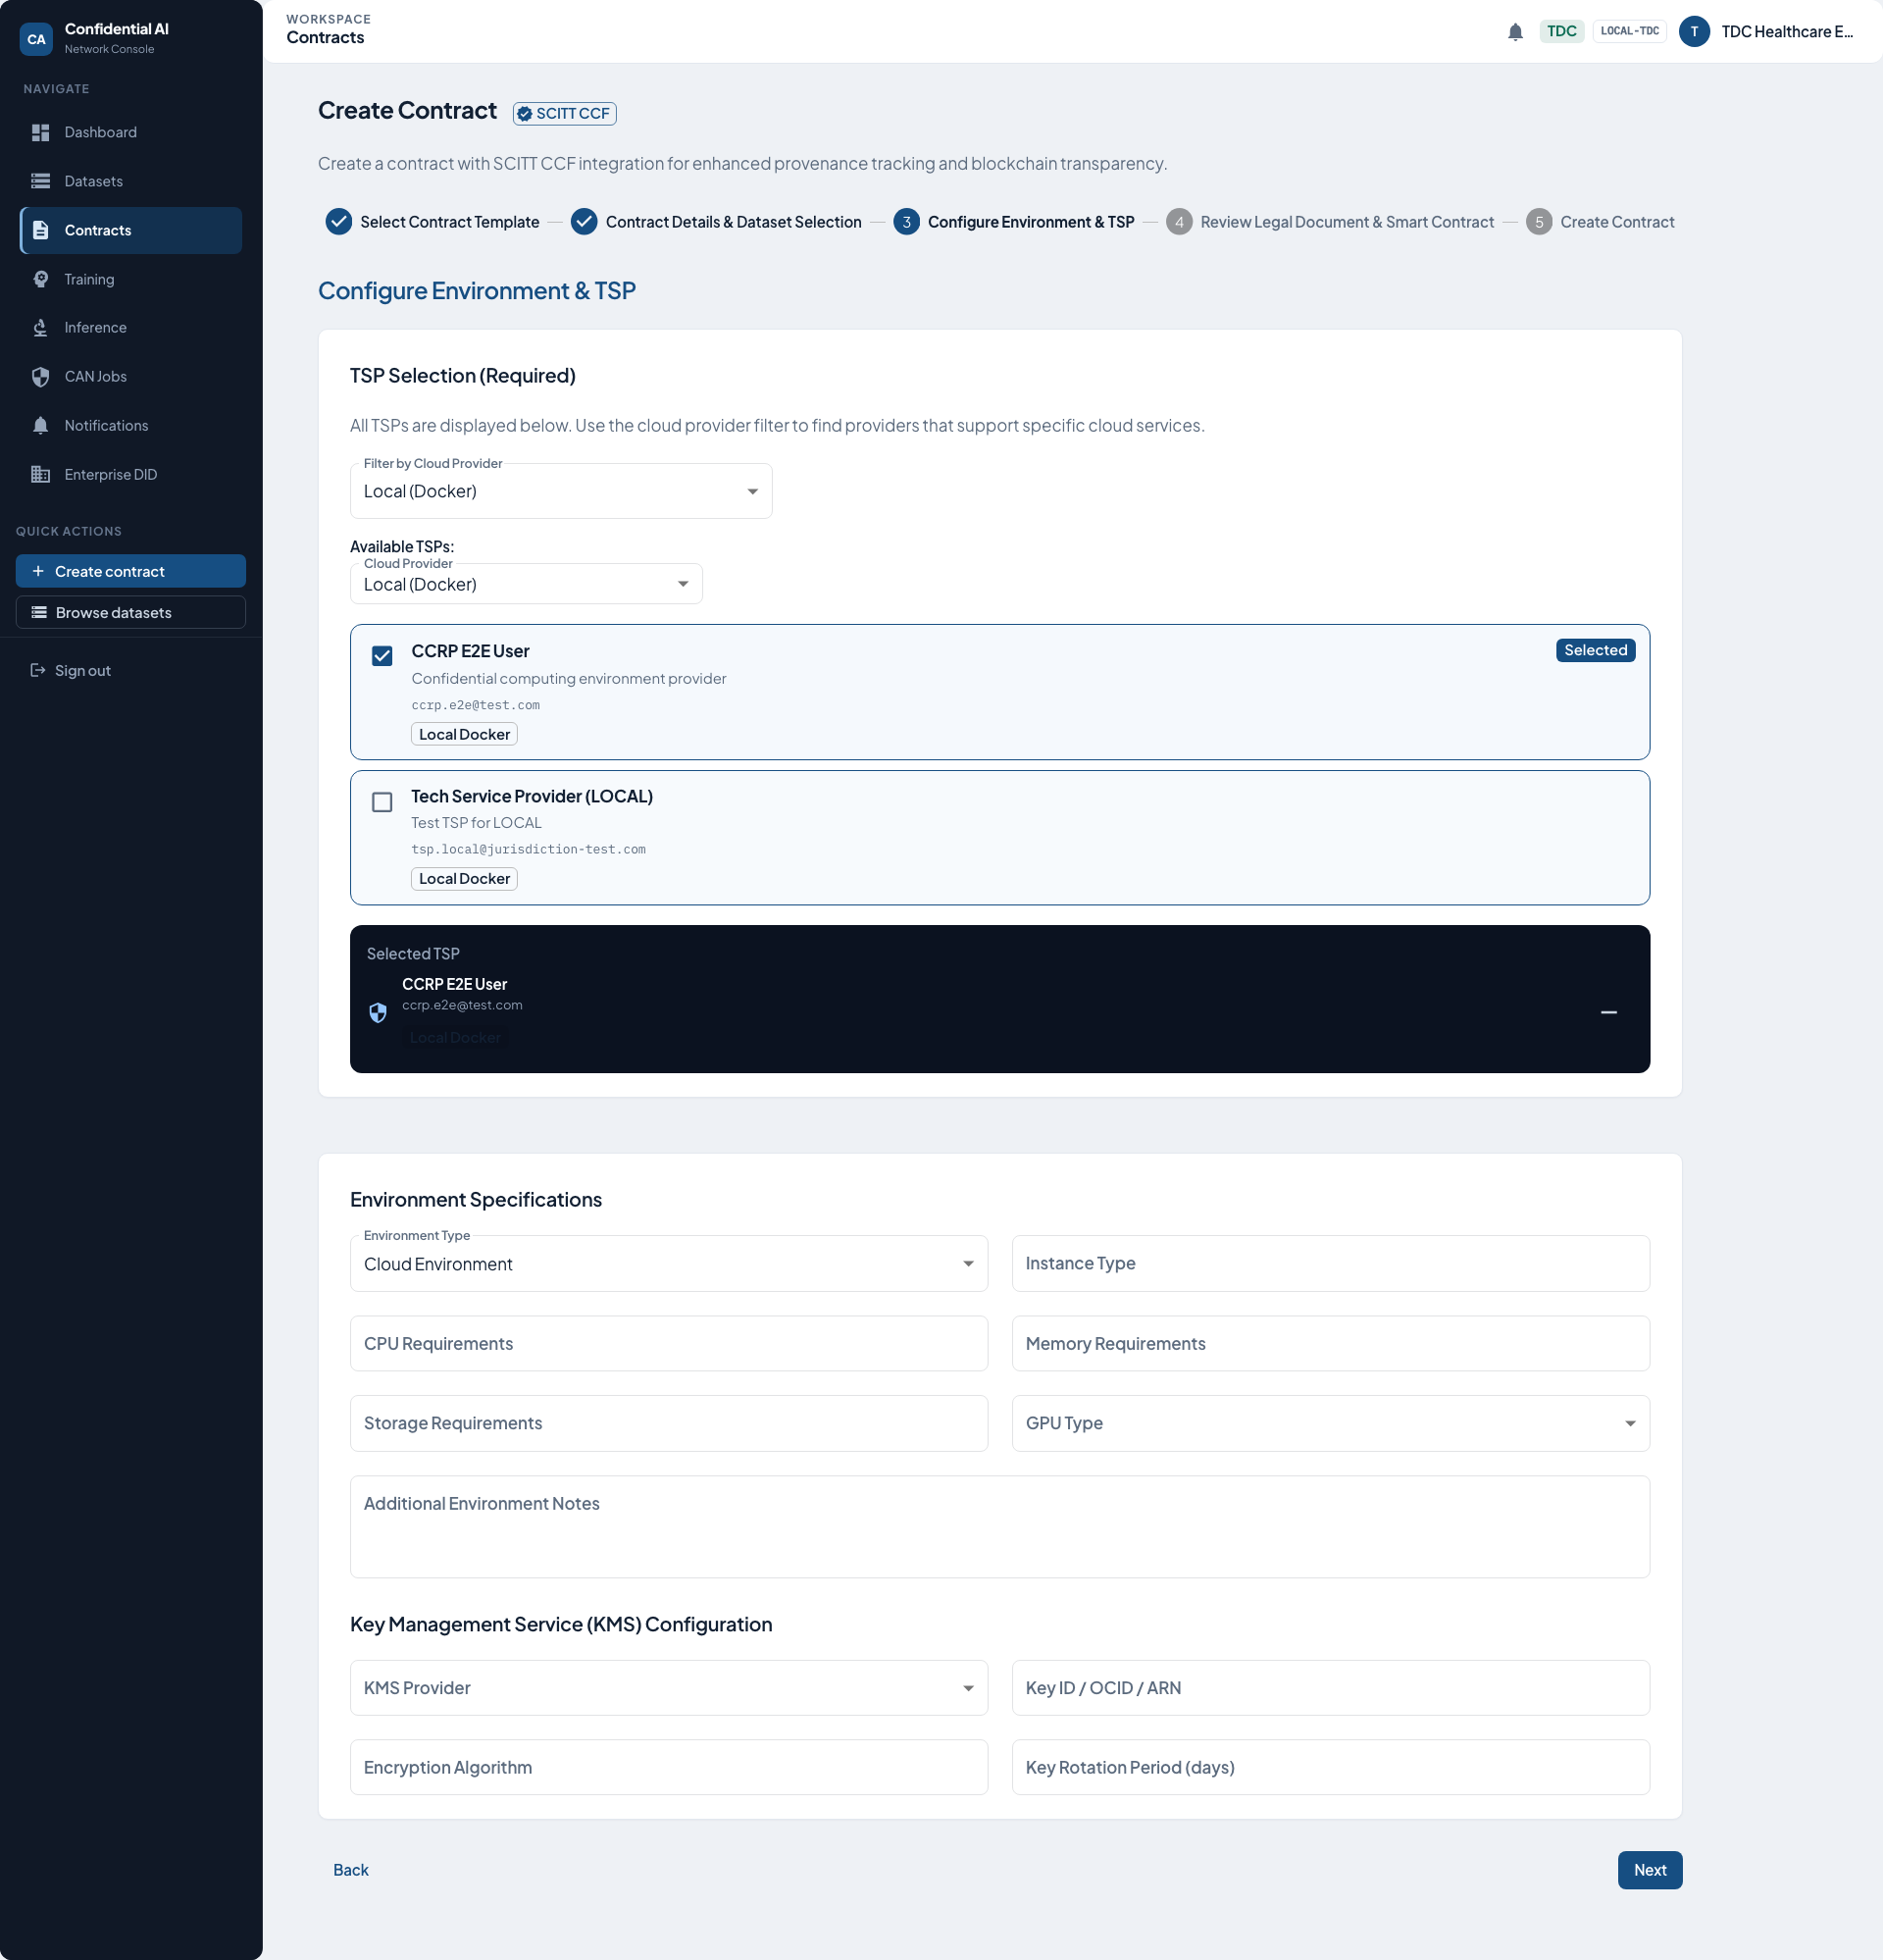 CA
Confidential AI
Network Console
NAVIGATE
Dashboard
Datasets
Contracts
Training
Inference
CAN Jobs
Notifications
Enterprise DID
QUICK ACTIONS
+ Create contract
Browse datasets
Sign out
WORKSPACE
Contracts
TDC
LOCAL-TDC
T
TDC Healthcare E...
Create Contract
SCITT CCF
Create a contract with SCITT CCF integration for enhanced provenance tracking and blockchain transparency.
Select Contract Template
Contract Details & Dataset Selection
3 Configure Environment & TSP
4 Review Legal Document & Smart Contract
5 Create Contract
Configure Environment & TSP
TSP Selection (Required)
All TSPs are displayed below. Use the cloud provider filter to find providers that support specific cloud services.
Filter by Cloud Provider
Local (Docker)
Available TSPs:
Cloud Provider
Local (Docker)
CCRP E2E User
Selected
Confidential computing environment provider
ccrp.e2e@test.com
Local Docker
Tech Service Provider (LOCAL)
Test TSP for LOCAL
tsp.local@jurisdiction-test.com
Local Docker
Selected TSP
CCRP E2E User
ccrp.e2e@test.com
Local Docker
Environment Specifications
Environment Type
Cloud Environment
Instance Type
CPU Requirements
Memory Requirements
Storage Requirements
GPU Type
Additional Environment Notes
Key Management Service (KMS) Configuration
KMS Provider
Key ID / OCID / ARN
Encryption Algorithm
Key Rotation Period (days)
Back
Next